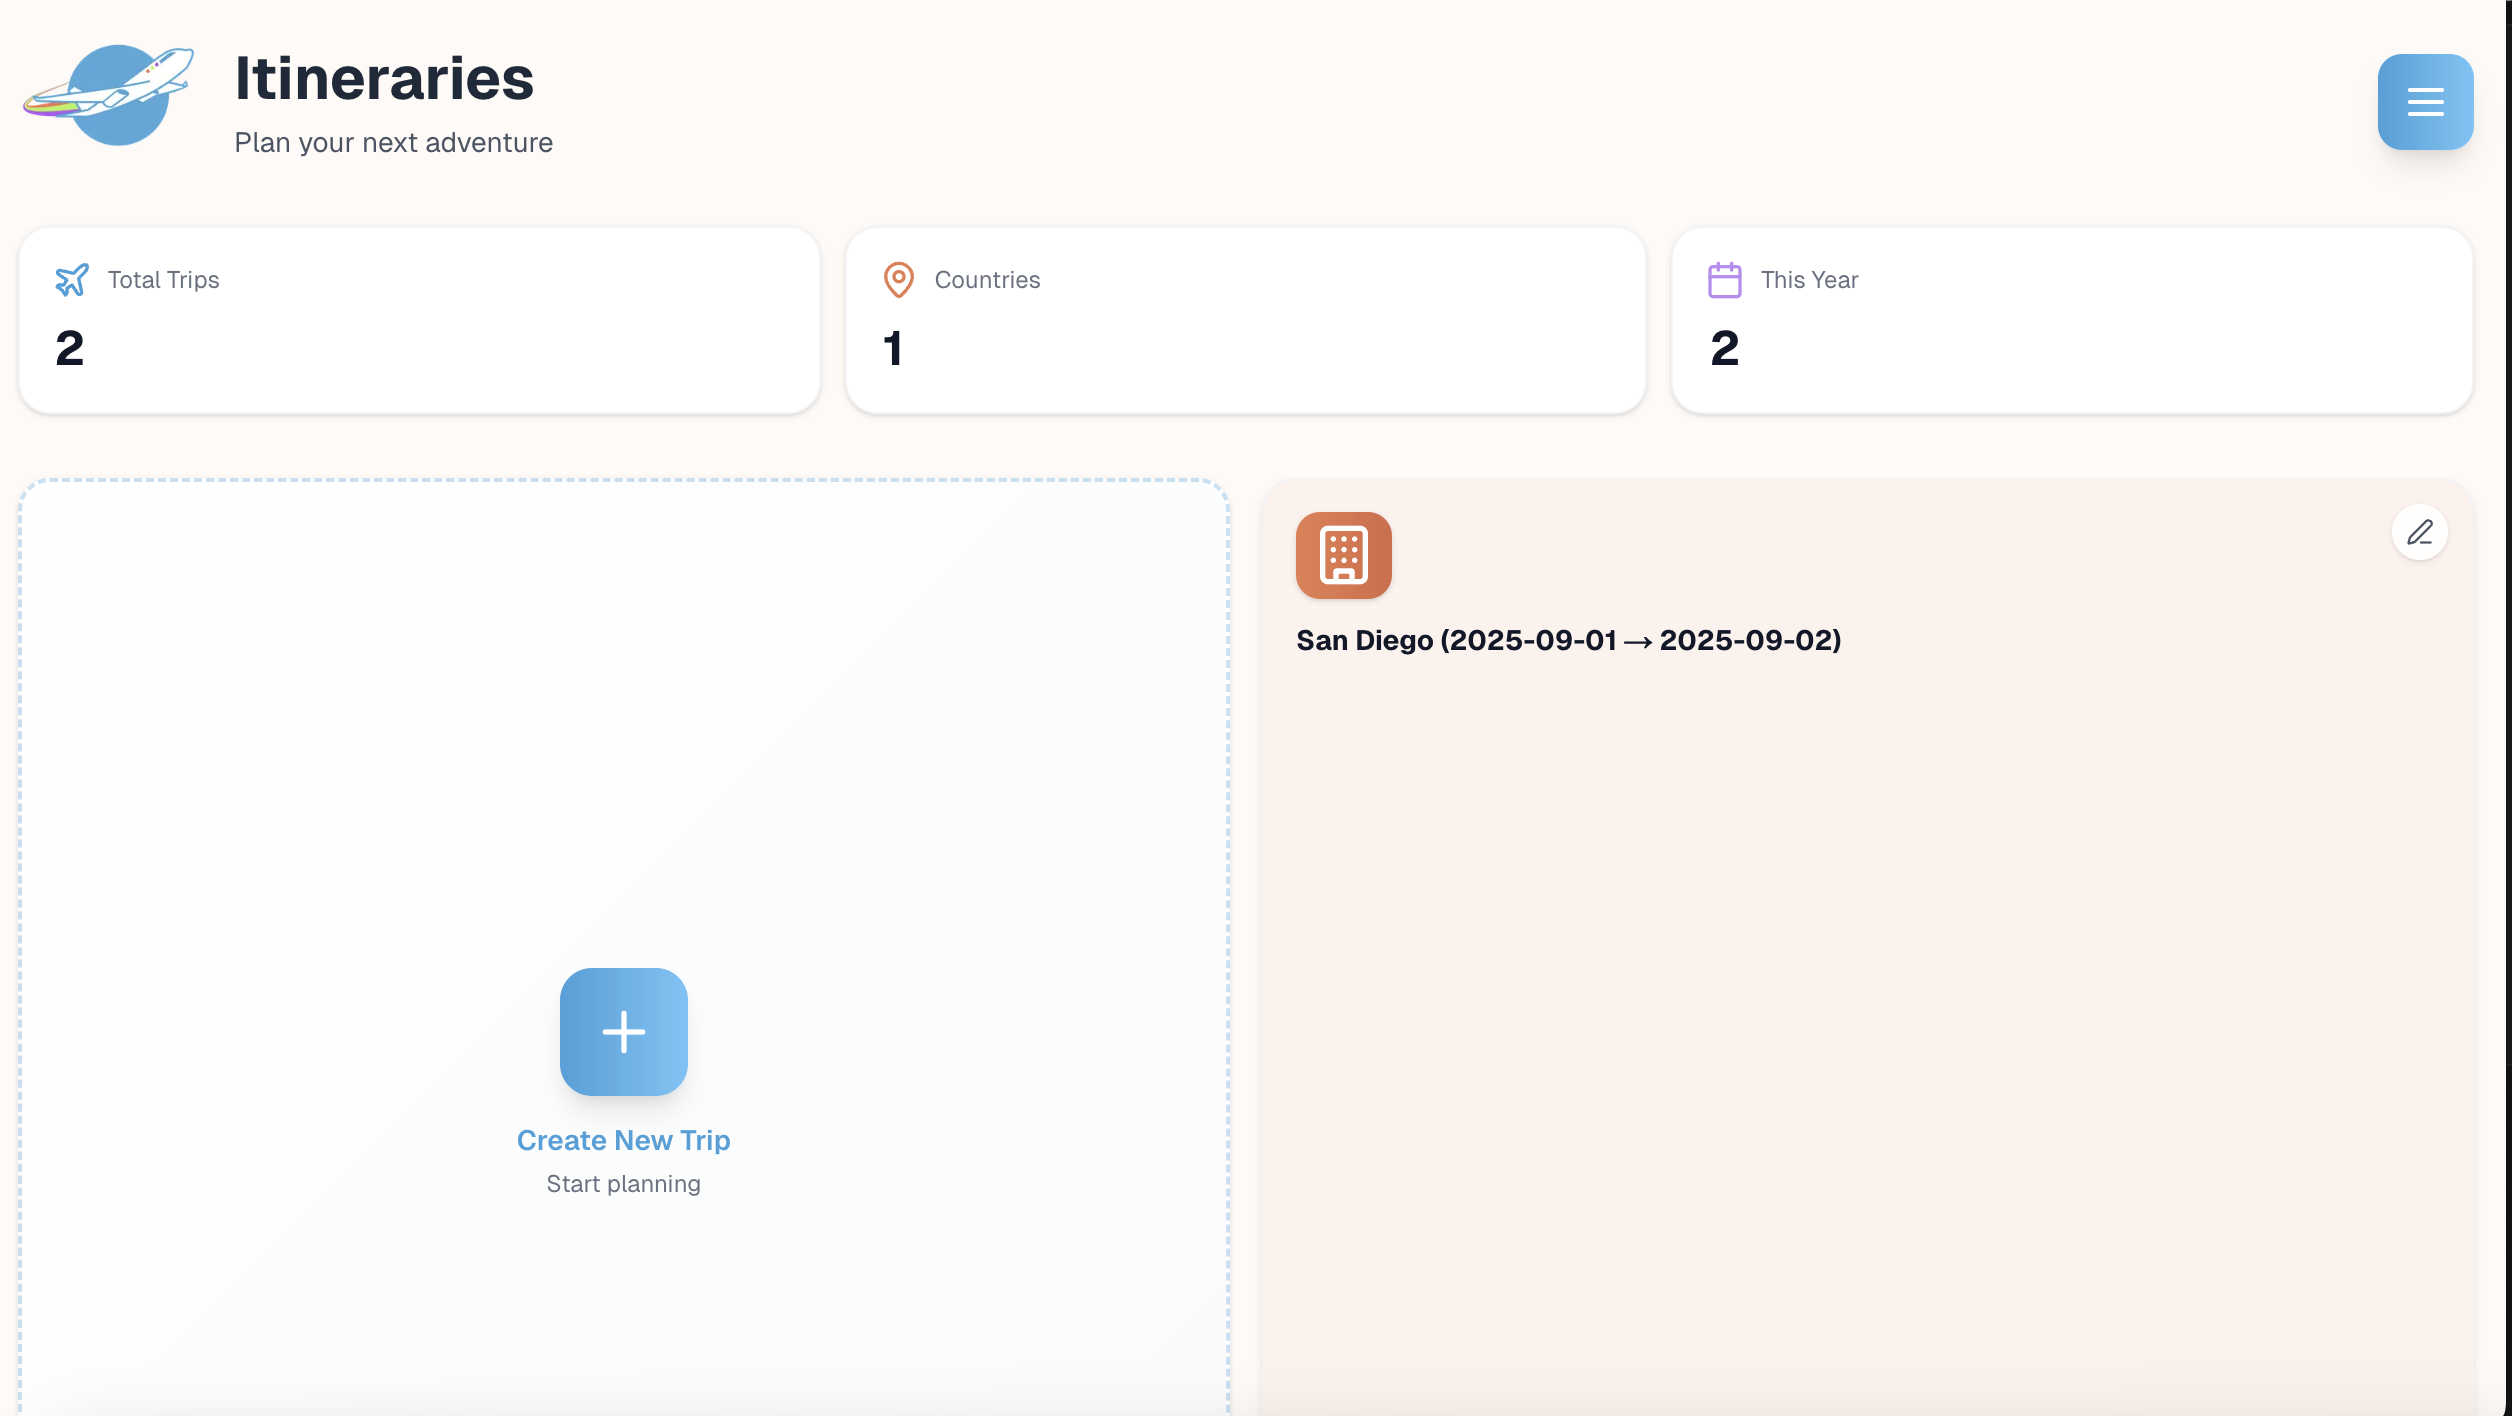 Itineraries
Plan your next adventure
Total Trips
2
Countries
1
This Year
2
Create New Trip
Start planning
San Diego (2025-09-01 → 2025-09-02)